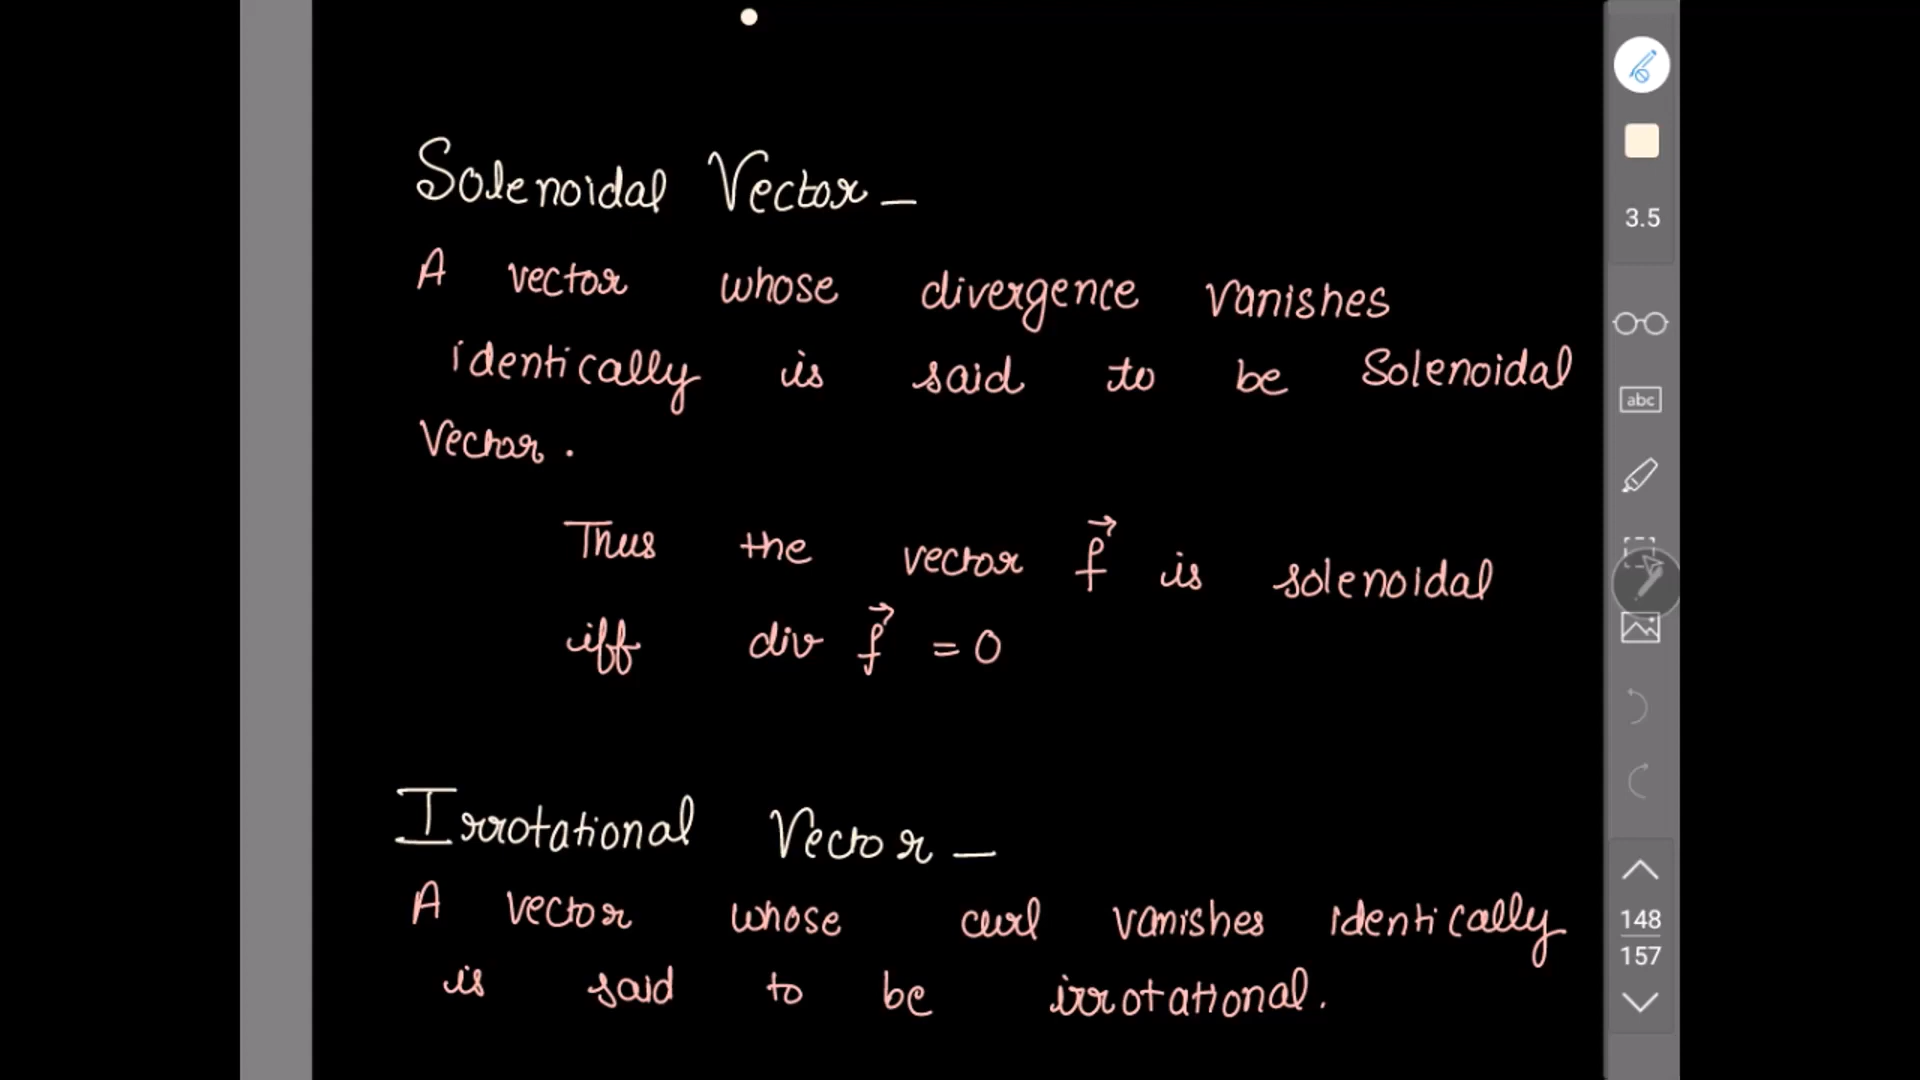 Solenoidal Vector -
A vector whose divergence vanishes
identically is said to be Solenoidal
Vector.
Thus the vector f⃗ is solenoidal
iff div f⃗ = 0
Irrotational Vector -
A vector whose curl vanishes identically
is said to be irrotational.
3.5
abc
148
157